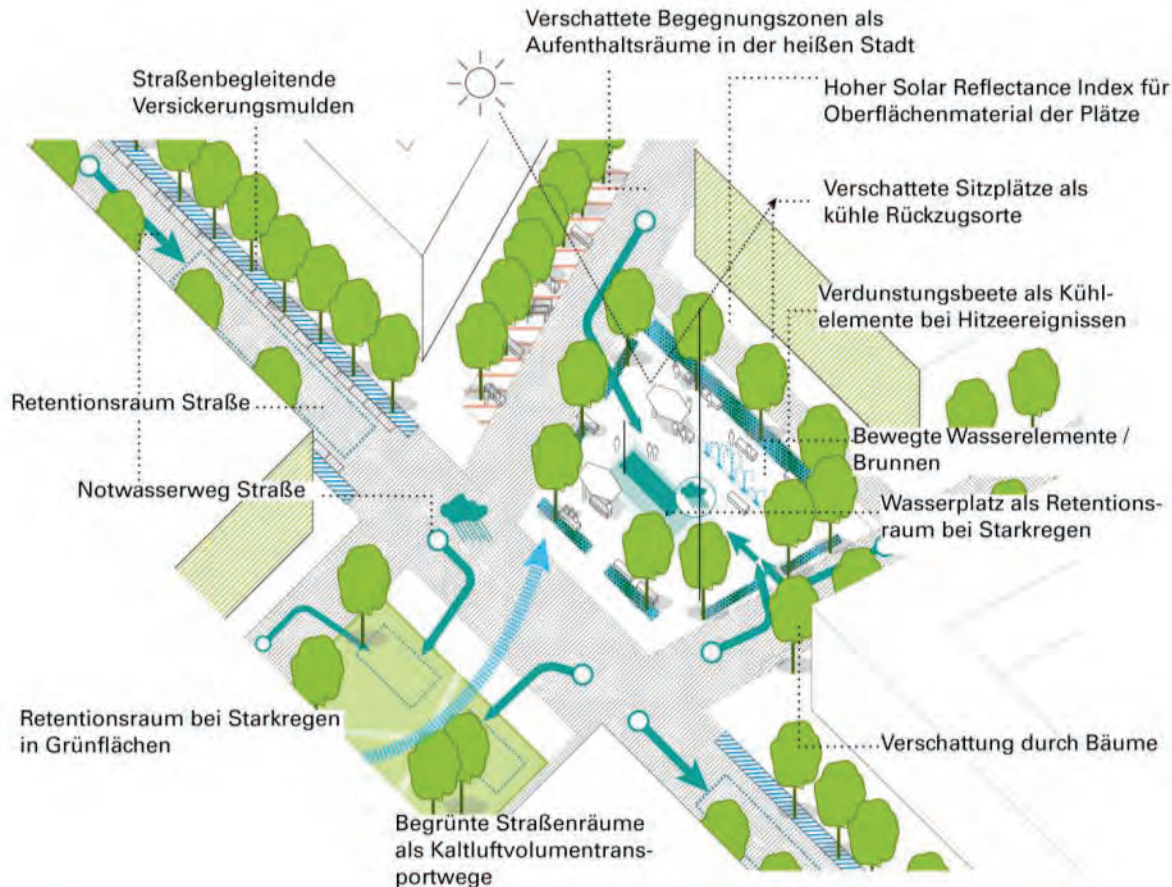 Verschattete Begegnungszonen als
Aufenthaltsräume in der heißen Stadt
Straßenbegleitende
Versickerungsmulden
Hoher Solar Reflectance Index für
Oberflächenmaterial der Plätze
Verschattete Sitzplätze als
kühle Rückzugsorte
Verdunstungsbeete als Kühl-
elemente bei Hitzeereignissen
Retentionsraum Straße
Bewegte Wasserelemente /
Brunnen
Notwasserweg Straße
Wasserplatz als Retentions-
raum bei Starkregen
Retentionsraum bei Starkregen
in Grünflächen
Verschattung durch Bäume
Begrünte Straßenräume
als Kaltluftvolumentrans-
portwege